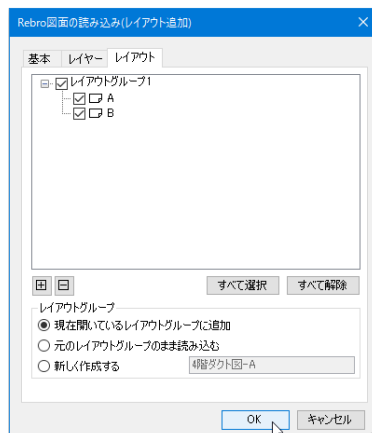 Rebro図面の読み込み(レイアウト追加)
基本 レイヤー レイアウト
レイアウトグループ1
A
B
すべて選択 すべて解除
レイアウトグループ
現在開いているレイアウトグループに追加
元のレイアウトグループのまま読み込む
新しく作成する 4階ダクト図-A
OK キャンセル